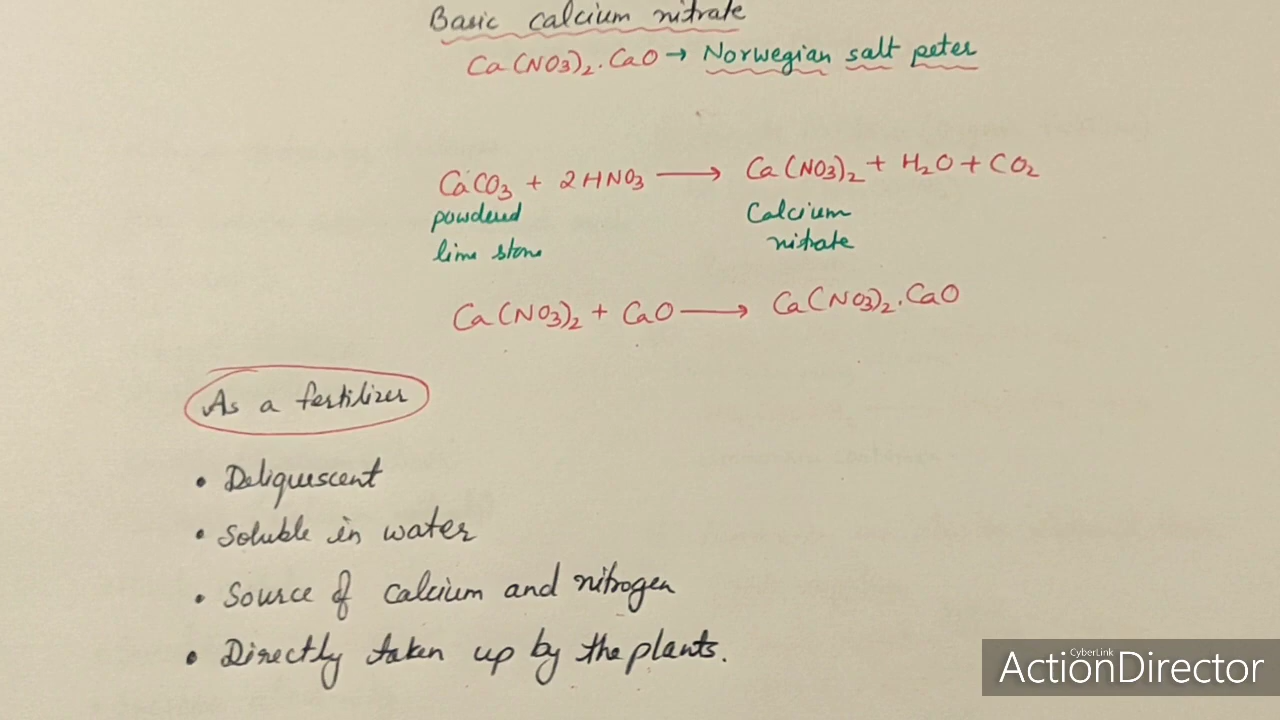 Basic calcium nitrate
Ca(NO3)2.CaO → Norwegian salt peter
CaCO3 + 2HNO3 ⟶ Ca(NO3)2 + H2O + CO2
powdered Calcium
lime stone nitrate
Ca(NO3)2 + CaO ⟶ Ca(NO3)2.CaO
As a fertilizer
• Deliquescent
• Soluble in water
• Source of calcium and nitrogen
• Directly taken up by the plants.
CyberLink
ActionDirector